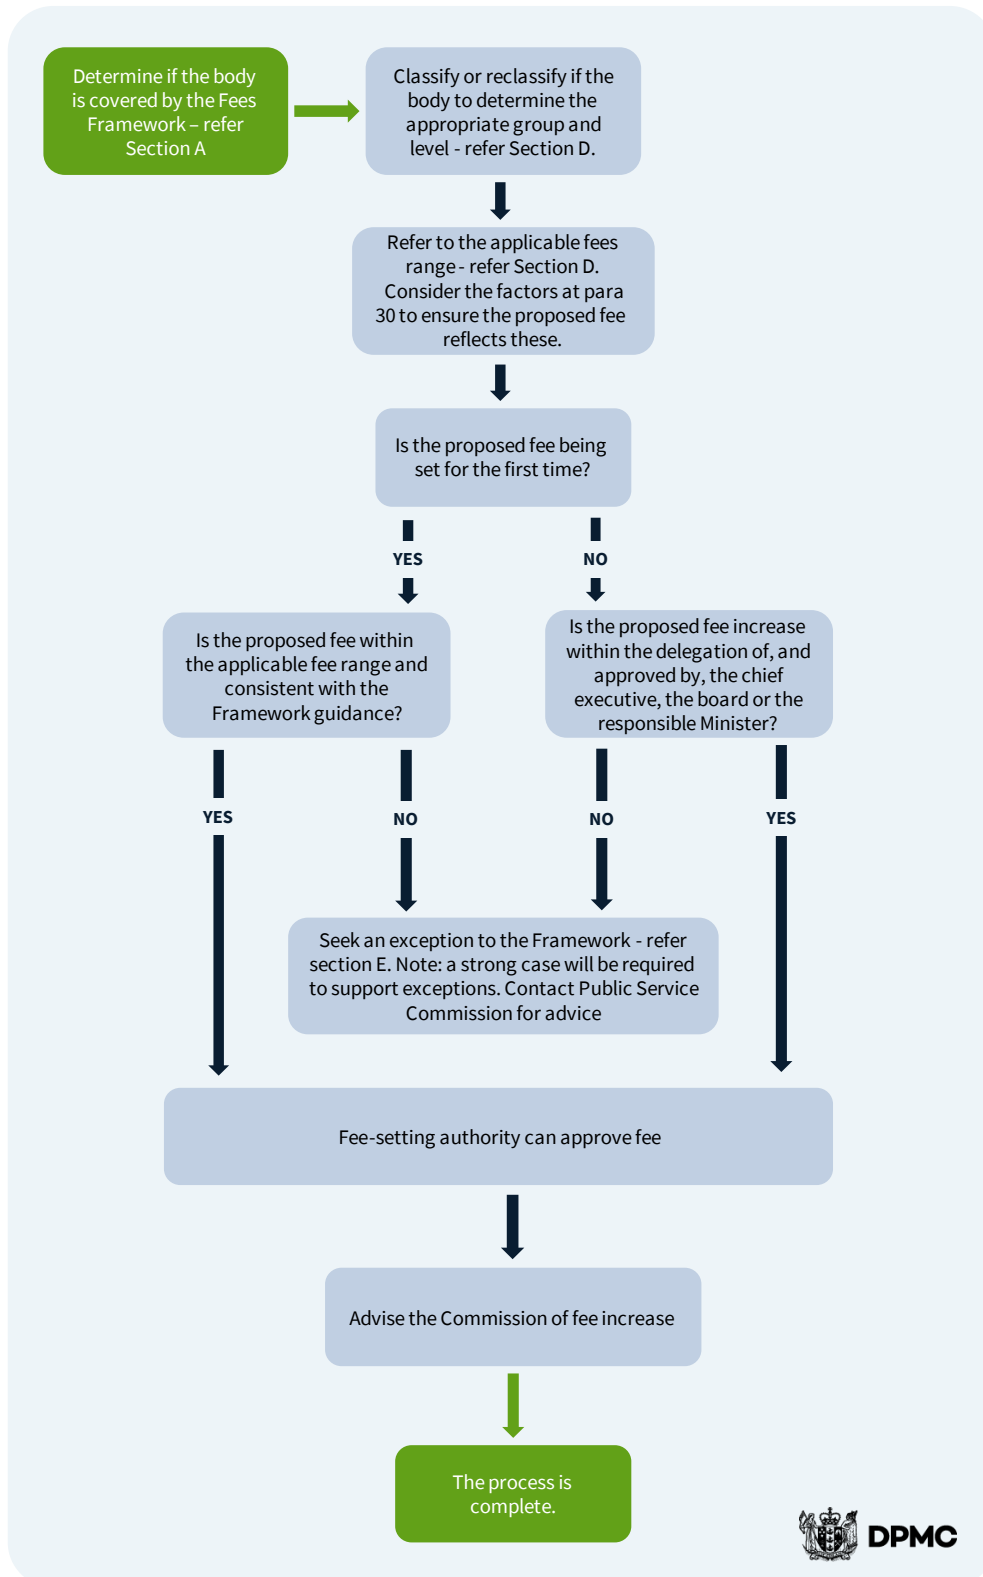 Determine if the body
is covered by the Fees
Framework – refer
Section A
Classify or reclassify if the
body to determine the
appropriate group and
level - refer Section D.
Refer to the applicable fees
range - refer Section D.
Consider the factors at para
30 to ensure the proposed fee
reflects these.
Is the proposed fee being
set for the first time?
YES
NO
Is the proposed fee within
the applicable fee range and
consistent with the
Framework guidance?
Is the proposed fee increase
within the delegation of, and
approved by, the chief
executive, the board or the
responsible Minister?
YES
NO
NO
YES
Seek an exception to the Framework - refer
section E. Note: a strong case will be required
to support exceptions. Contact Public Service
Commission for advice
Fee-setting authority can approve fee
Advise the Commission of fee increase
The process is
complete.
DPMC